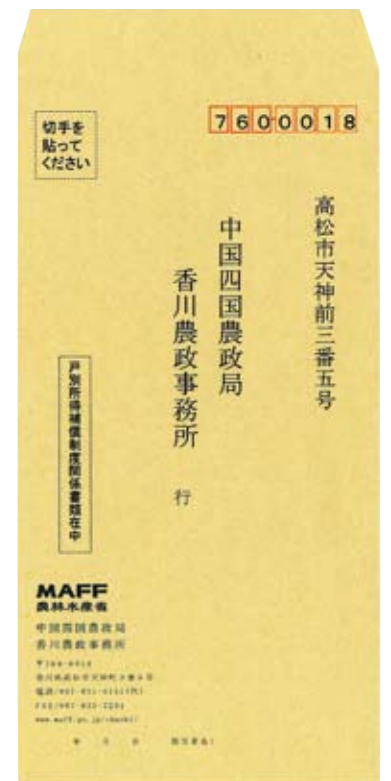 切手を
貼って
ください
7600018
高松市天神前三番五号
中国四国農政局
香川農政事務所 行
戸別所得補償制度関係書類在中
MAFF
農林水産省
中国四国農政局
香川農政事務所